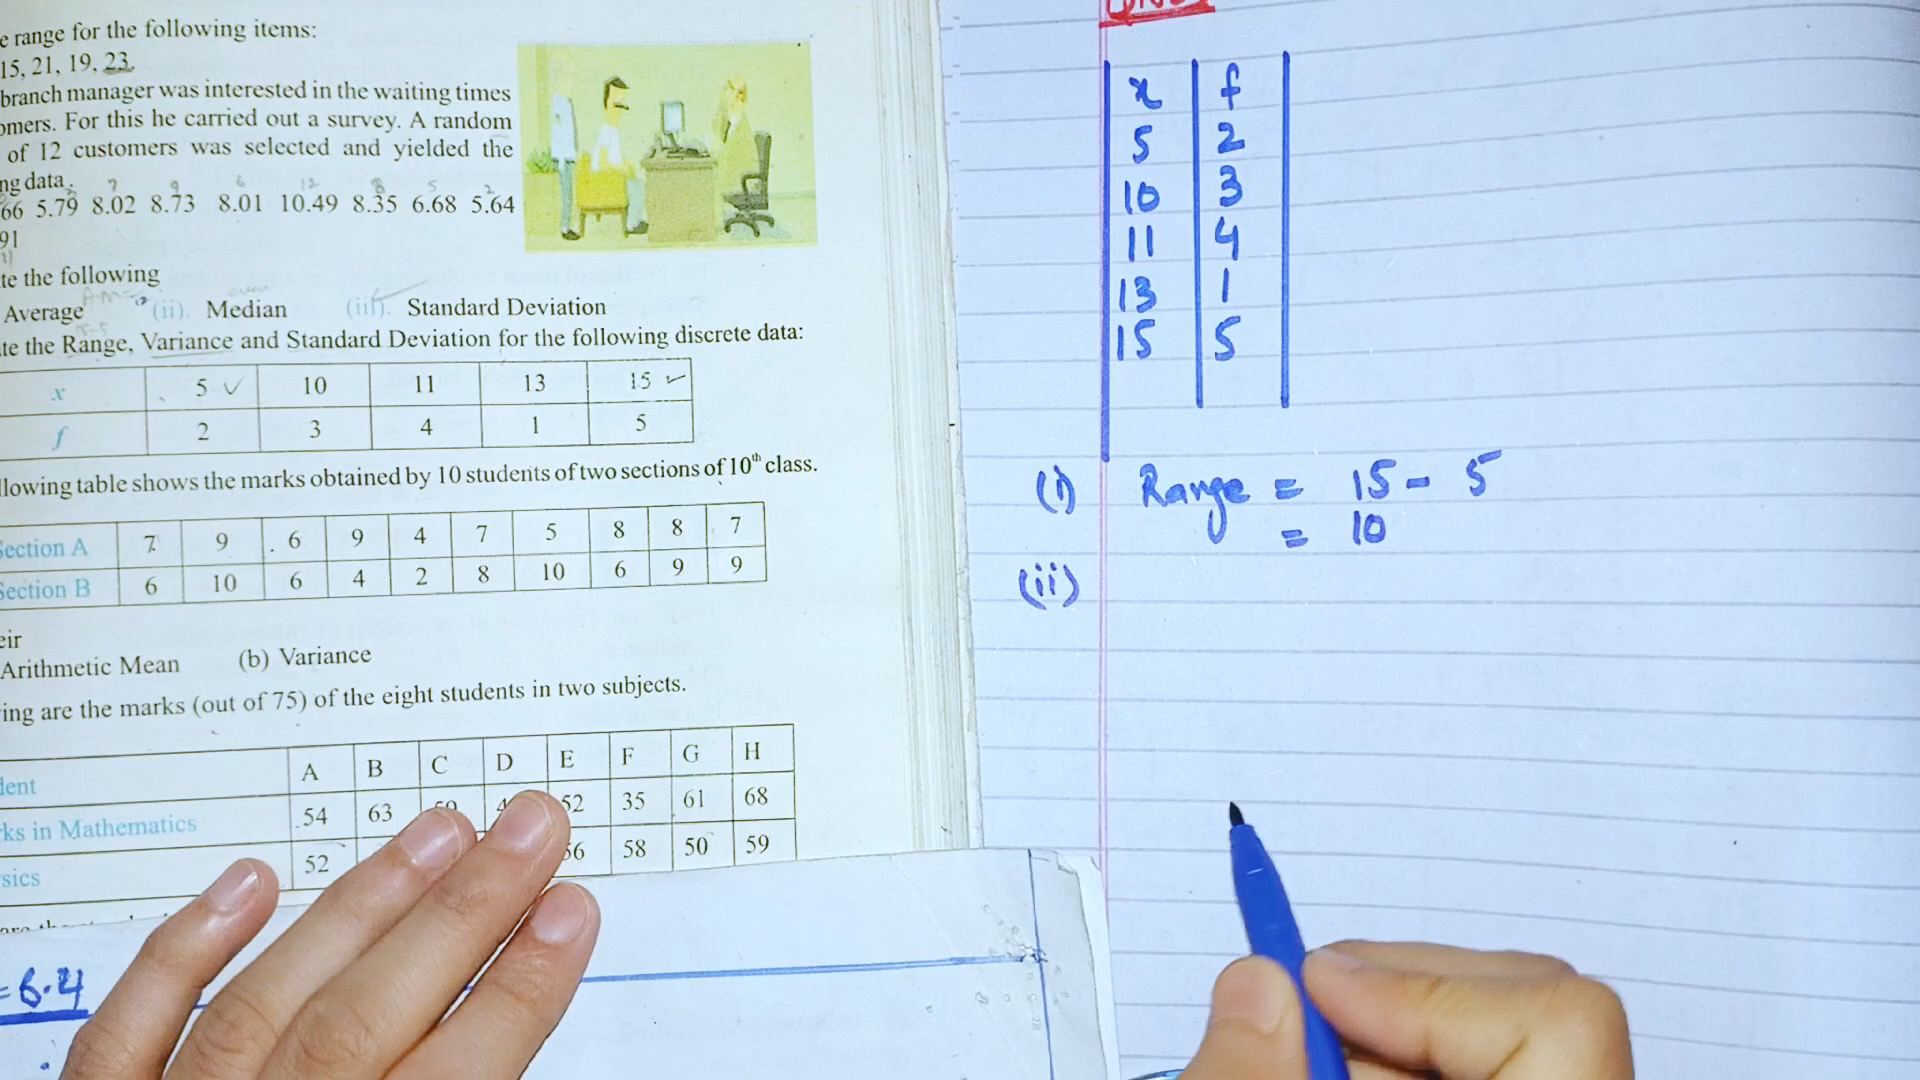 range for the following items:
15, 21, 19, 23.
branch manager was interested in the waiting times
omers. For this he carried out a survey. A random
of 12 customers was selected and yielded the
ng data.
66 5.79 8.02 8.73 8.01 10.49 8.35 6.68 5.64
91
te the following
Average (ii). Median (iii). Standard Deviation
te the Range, Variance and Standard Deviation for the following discrete data:
x 5 10 11 13 15
f 2 3 4 1 5
llowing table shows the marks obtained by 10 students of two sections of 10th class.
Section A 7 9 6 9 4 7 5 8 8 7
Section B 6 10 6 4 2 8 10 6 9 9
eir
Arithmetic Mean (b) Variance
ing are the marks (out of 75) of the eight students in two subjects.
dent A B C D E F G H
ks in Mathematics 54 63 52 35 61 68
sics 52 56 58 50 59
=6.21
x f
5 2
10 3
11 4
13 1
15 5
(i) Range = 15 - 5
= 10
(ii)